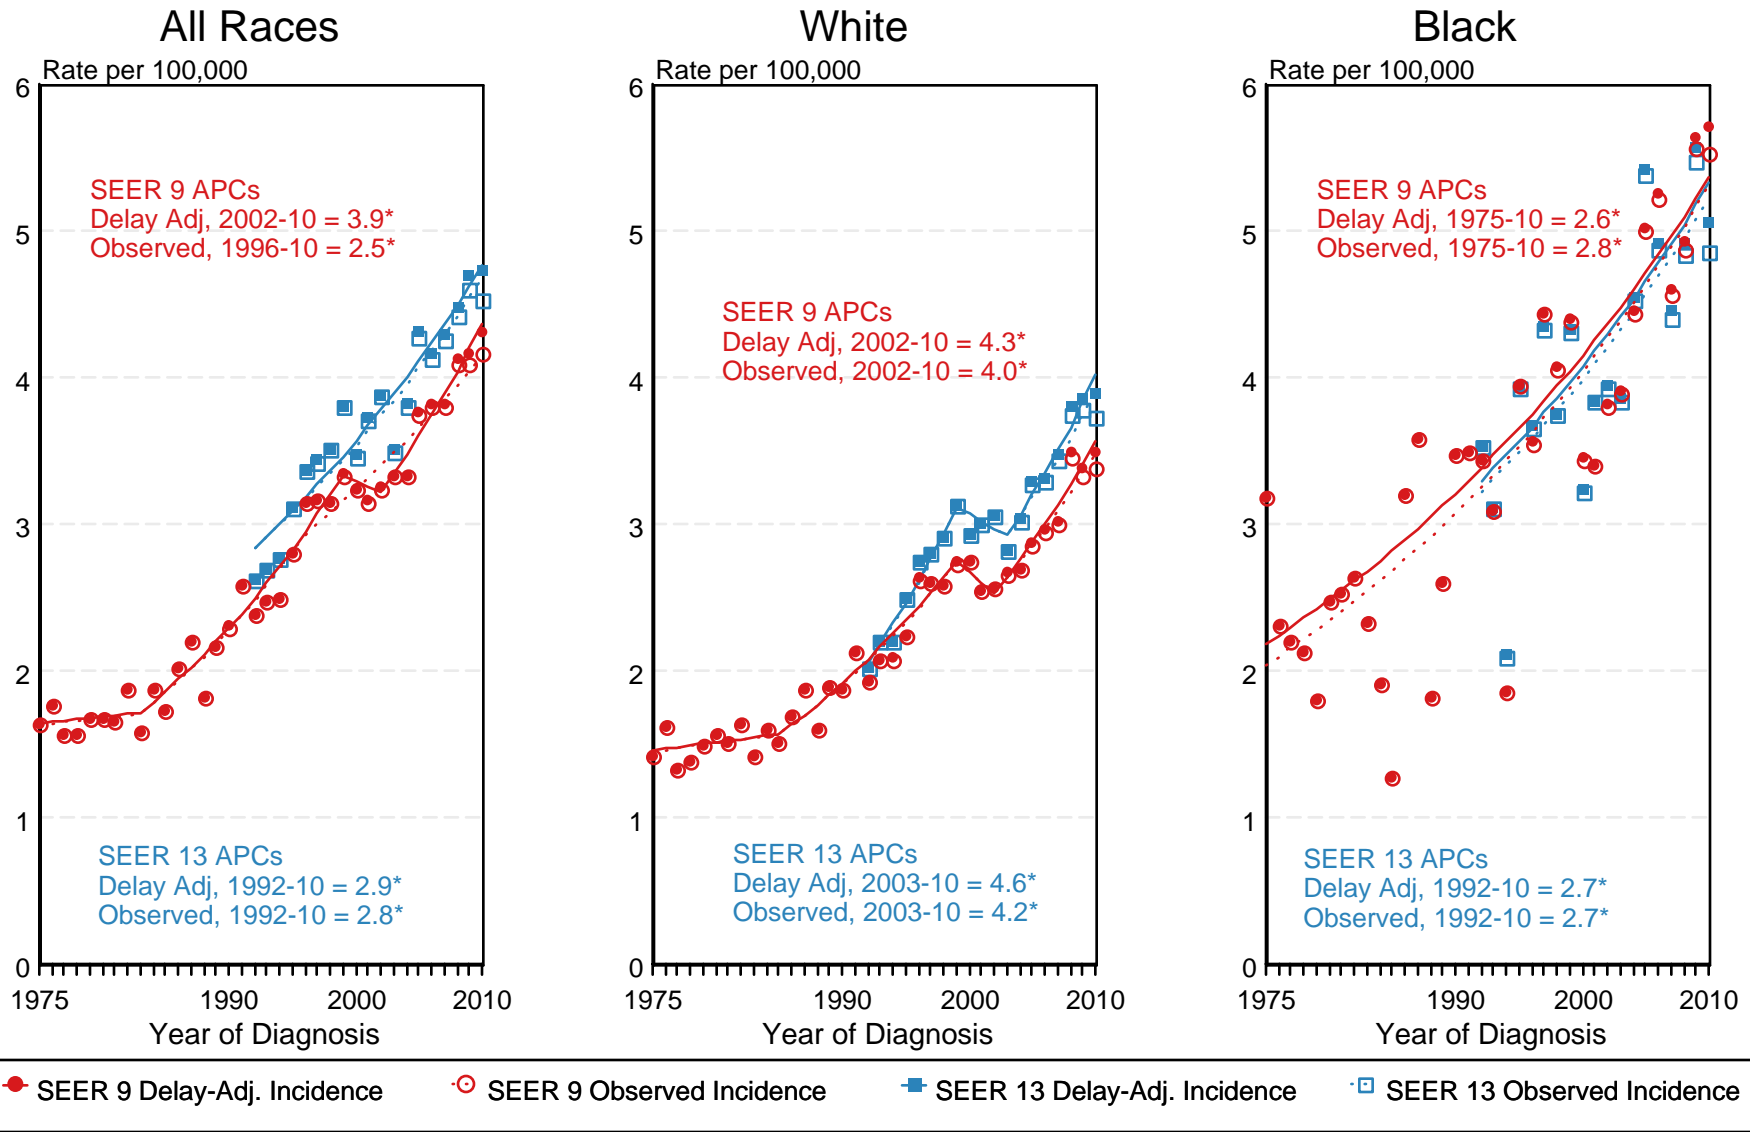 All Races
Rate per 100,000
6
5
4
3
2
1
0
SEER 9 APCs
Delay Adj, 2002-10 = 3.9*
Observed, 1996-10 = 2.5*
SEER 13 APCs
Delay Adj, 1992-10 = 2.9*
Observed, 1992-10 = 2.8*
1975 1990 2000 2010
Year of Diagnosis
White
Rate per 100,000
6
5
4
3
2
1
0
SEER 9 APCs
Delay Adj, 2002-10 = 4.3*
Observed, 2002-10 = 4.0*
SEER 13 APCs
Delay Adj, 2003-10 = 4.6*
Observed, 2003-10 = 4.2*
1975 1990 2000 2010
Year of Diagnosis
Black
Rate per 100,000
6
5
4
3
2
1
0
SEER 9 APCs
Delay Adj, 1975-10 = 2.6*
Observed, 1975-10 = 2.8*
SEER 13 APCs
Delay Adj, 1992-10 = 2.7*
Observed, 1992-10 = 2.7*
1975 1990 2000 2010
Year of Diagnosis
SEER 9 Delay-Adj. Incidence
SEER 9 Observed Incidence
SEER 13 Delay-Adj. Incidence
SEER 13 Observed Incidence